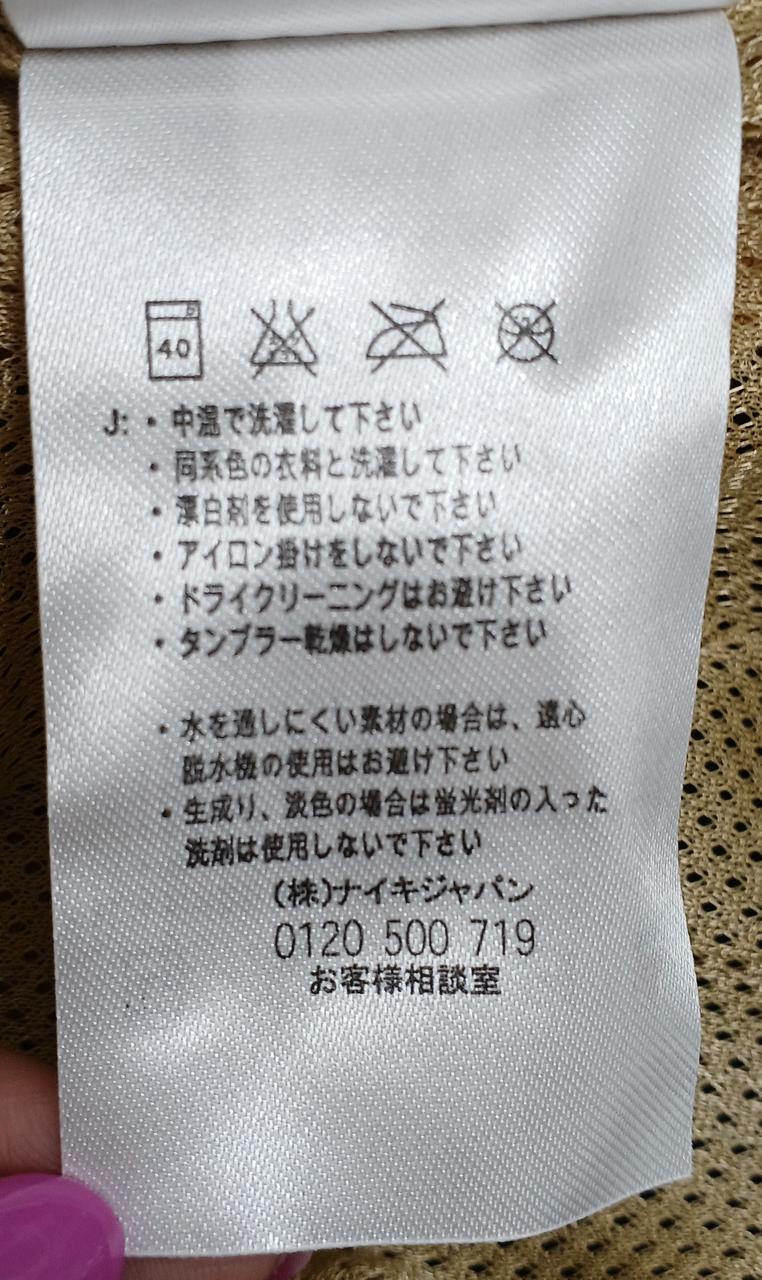 40
J: ・中温で洗濯して下さい
・同系色の衣料と洗濯して下さい
・漂白剤を使用しないで下さい
・アイロン掛けをしないで下さい
・ドライクリーニングはお避け下さい
・タンブラー乾燥はしないで下さい
・水を通しにくい素材の場合は、遠心
脱水機の使用はお避け下さい
・生成り、淡色の場合は蛍光剤の入った
洗剤は使用しないで下さい
(株)ナイキジャパン
0120 500 719
お客様相談室